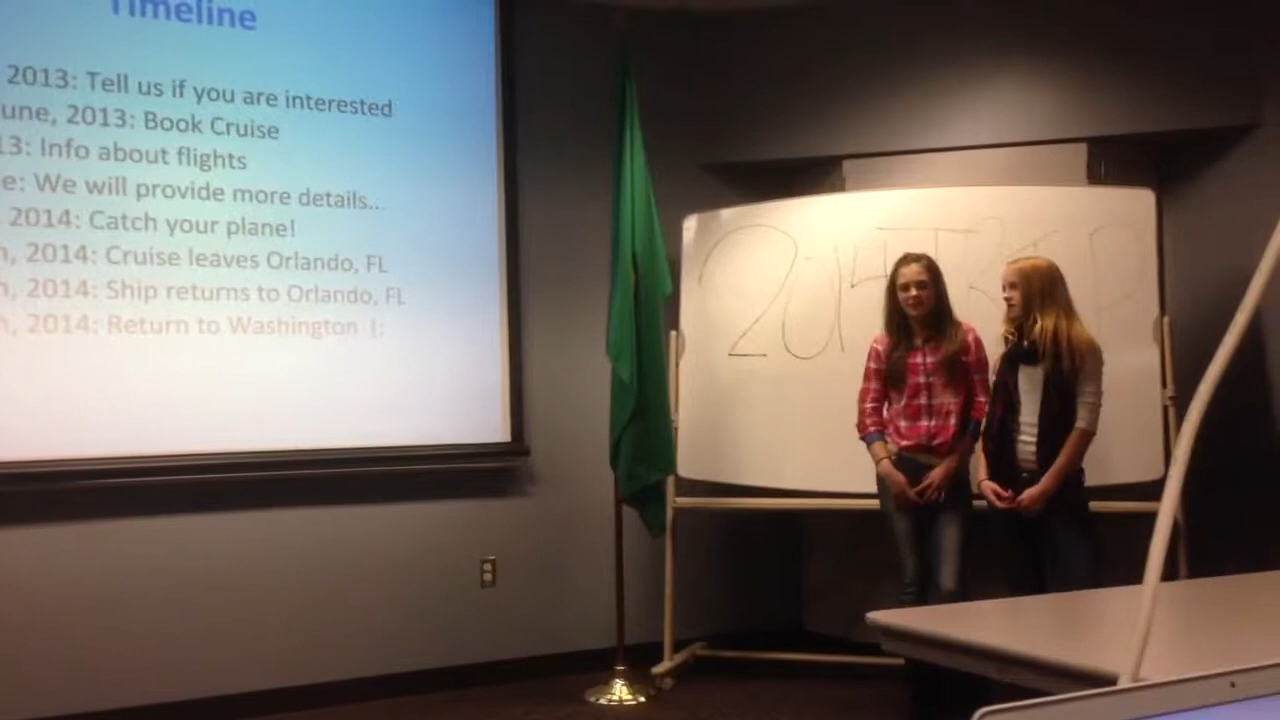 Timeline
2013: Tell us if you are interested
une, 2013: Book Cruise
13: Info about flights
e: We will provide more details...
2014: Catch your plane!
, 2014: Cruise leaves Orlando, FL
, 2014: Ship returns to Orlando, FL
, 2014: Return to Washington :
2014 TRIP